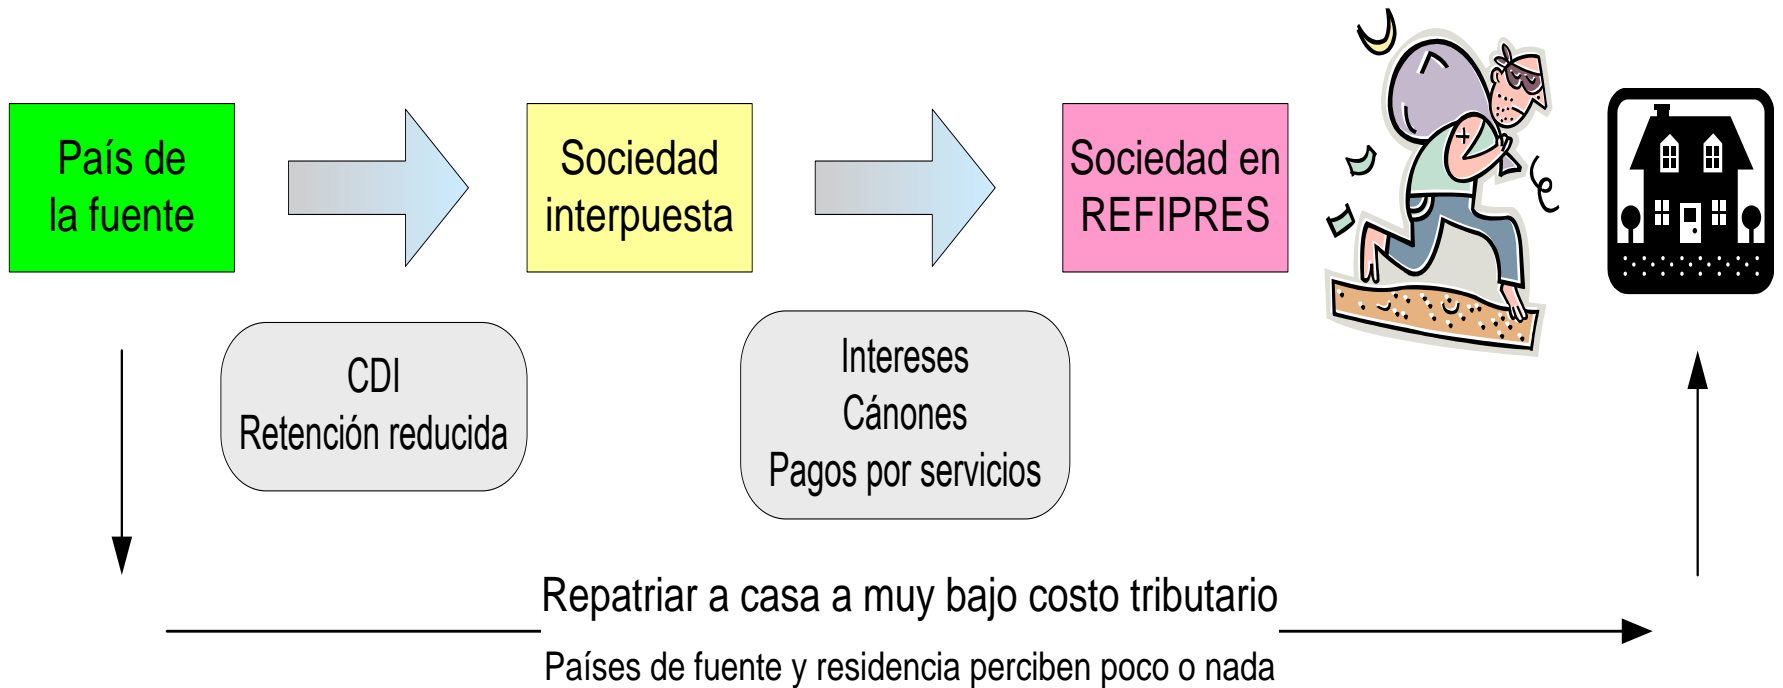 País de
la fuente
Sociedad
interpuesta
Sociedad en
REFIPRES
CDI
Retención reducida
Intereses
Cánones
Pagos por servicios
Repatriar a casa a muy bajo costo tributario
Países de fuente y residencia perciben poco o nada